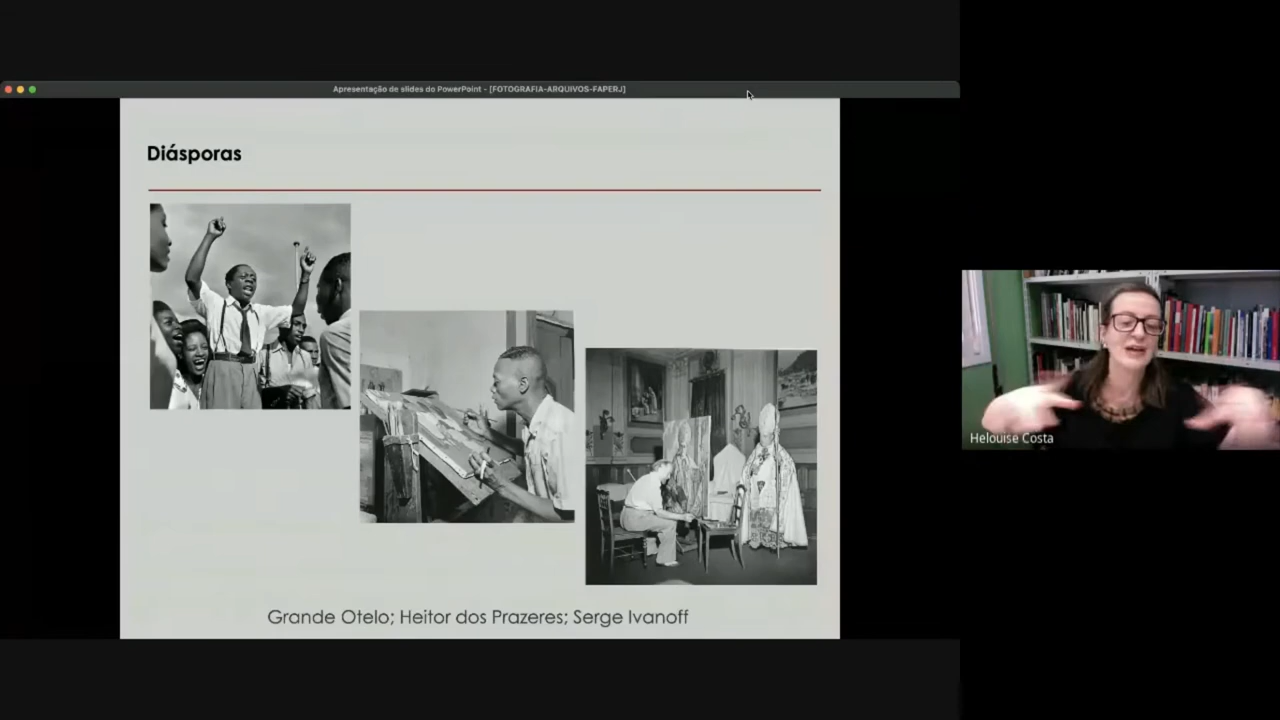 Apresentação de slides do PowerPoint - [FOTOGRAFIA-ARQUIVOS-FAPERJ]
Diásporas
Grande Otelo; Heitor dos Prazeres; Serge Ivanoff
Helouise Costa